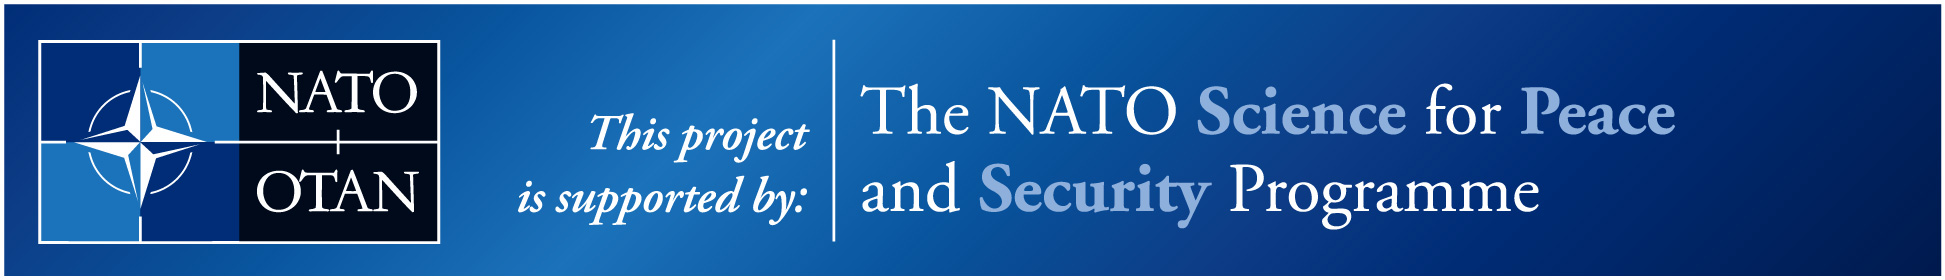 NATO
OTAN
This project
is supported by:
The NATO Science for Peace
and Security Programme